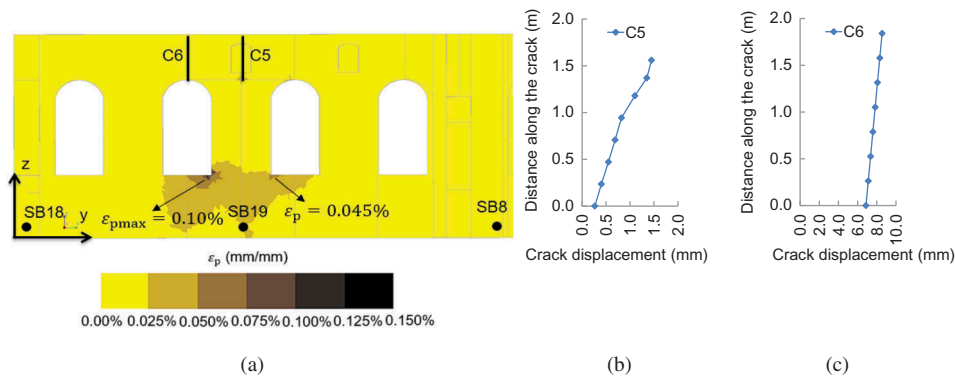 C6
C5
z
y
SB18
SB19
SB8
εpmax = 0.10%
εp = 0.045%
εp (mm/mm)
0.00% 0.025% 0.050% 0.075% 0.100% 0.125% 0.150%
(a)
Distance along the crack (m)
2.0
1.5
1.0
0.5
0.0
C5
0.0
0.5
1.0
1.5
2.0
Crack displacement (mm)
(b)
Distance along the crack (m)
2.0
1.5
1.0
0.5
0.0
C6
0.0
2.0
4.0
6.0
8.0
10.0
Crack displacement (mm)
(c)